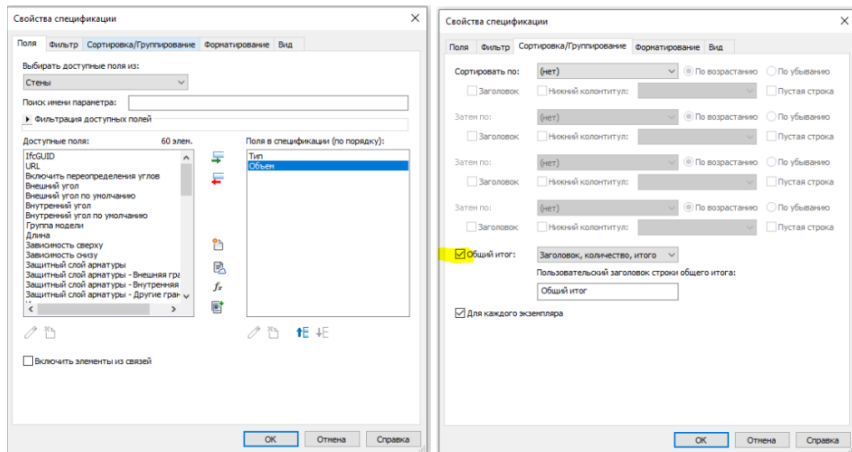 Свойства спецификации
Поля Фильтр Сортировка/Группирование Форматирование Вид
Выбирать доступные поля из:
Стены
Поиск имени параметра:
Фильтрация доступных полей
Доступные поля: 60 элем. Поля в спецификации (по порядку):
IfcGUID
URL
Включить переопределения углов
Внешний угол
Внешний угол по умолчанию
Внутренний угол
Внутренний угол по умолчанию
Группа модели
Длина
Зависимость сверху
Зависимость снизу
Защитный слой арматуры
Защитный слой арматуры - Внешняя гра
Защитный слой арматуры - Внутренняя
Защитный слой арматуры - Другие гран
Тип
Объем
Включить элементы из связей
ОК Отмена Справка
Свойства спецификации
Поля Фильтр Сортировка/Группирование Форматирование Вид
Сортировать по: (нет) По возрастанию По убыванию
Заголовок Нижний колонтитул: Пустая строка
Затем по: (нет) По возрастанию По убыванию
Заголовок Нижний колонтитул: Пустая строка
Затем по: (нет) По возрастанию По убыванию
Заголовок Нижний колонтитул: Пустая строка
Затем по: (нет) По возрастанию По убыванию
Заголовок Нижний колонтитул: Пустая строка
Общий итог: Заголовок, количество, итого
Пользовательский заголовок строки общего итога:
Общий итог
Для каждого экземпляра
ОК Отмена Справка